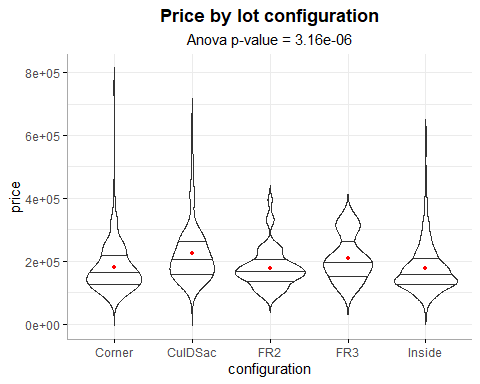 Price by lot configuration
Anova p-value = 3.16e-06
8e+05
6e+05
4e+05
2e+05
0e+00
price
Corner CulDSac FR2 FR3 Inside
configuration